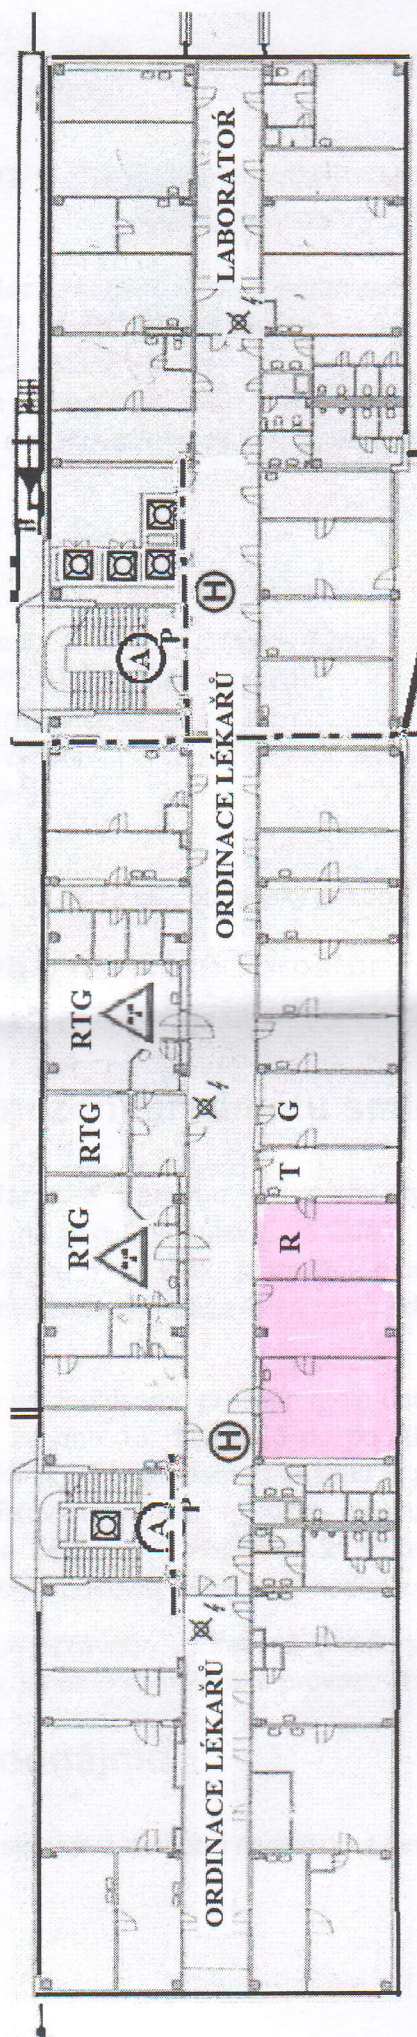 LABORATOŘ
H
A
P
ORDINACE LÉKAŘŮ
RTG
RTG
RTG
R T G
H
A
P
ORDINACE LÉKAŘŮ